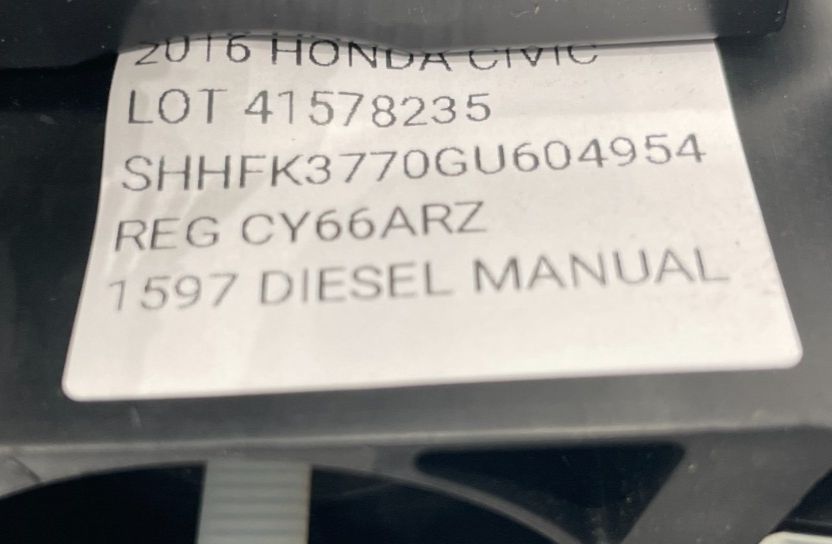 2016 HONDA CIVIC
LOT 41578235
SHHFK3770GU604954
REG CY66ARZ
1597 DIESEL MANUAL